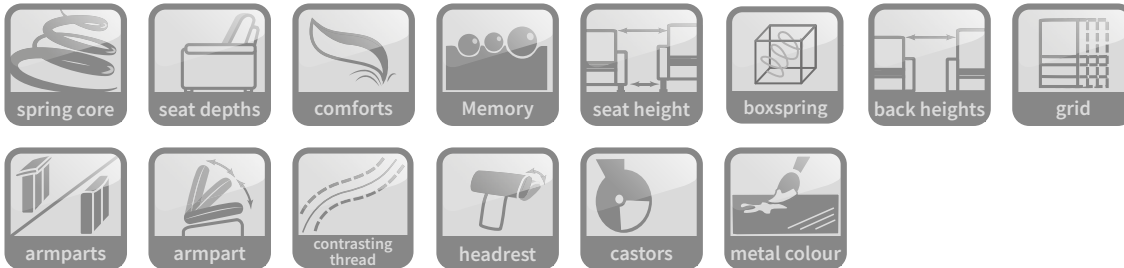 spring core
seat depths
comforts
Memory
seat height
boxspring
back heights
grid
armparts
armpart
contrasting
thread
headrest
castors
metal colour